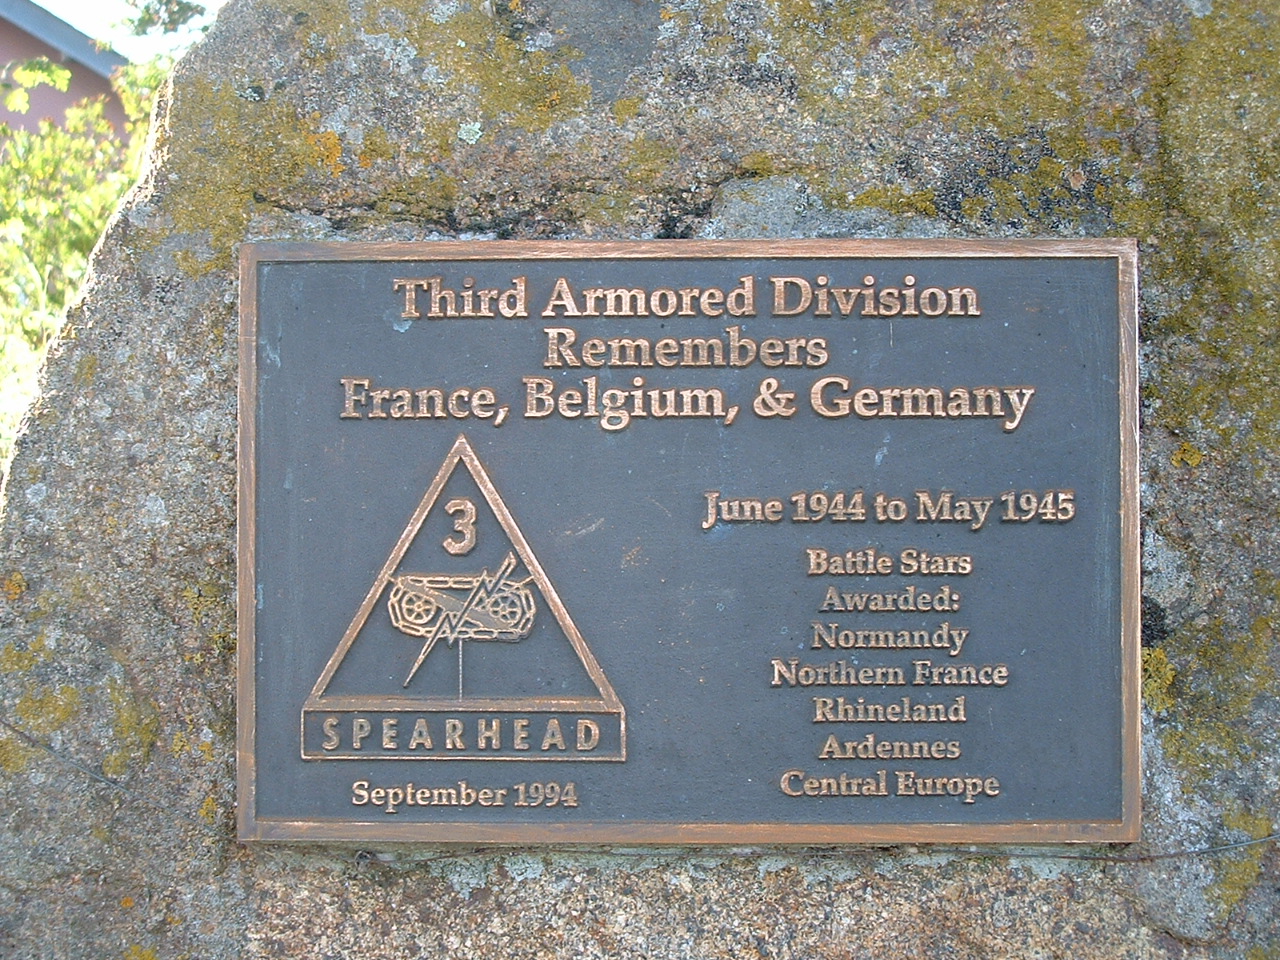 Third Armored Division
Remembers
France, Belgium, & Germany
3
SPEARHEAD
September 1994
June 1944 to May 1945
Battle Stars
Awarded:
Normandy
Northern France
Rhineland
Ardennes
Central Europe